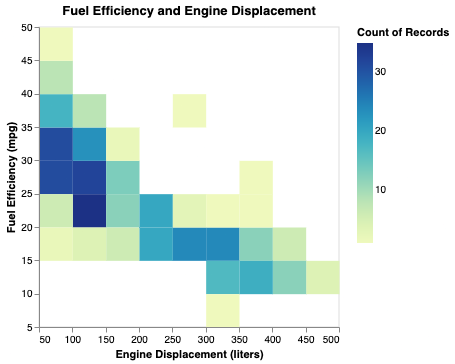 Fuel Efficiency and Engine Displacement
Count of Records
30
20
10
Fuel Efficiency (mpg)
50
45
40
35
30
25
20
15
10
5
50 100 150 200 250 300 350 400 450 500
Engine Displacement (liters)